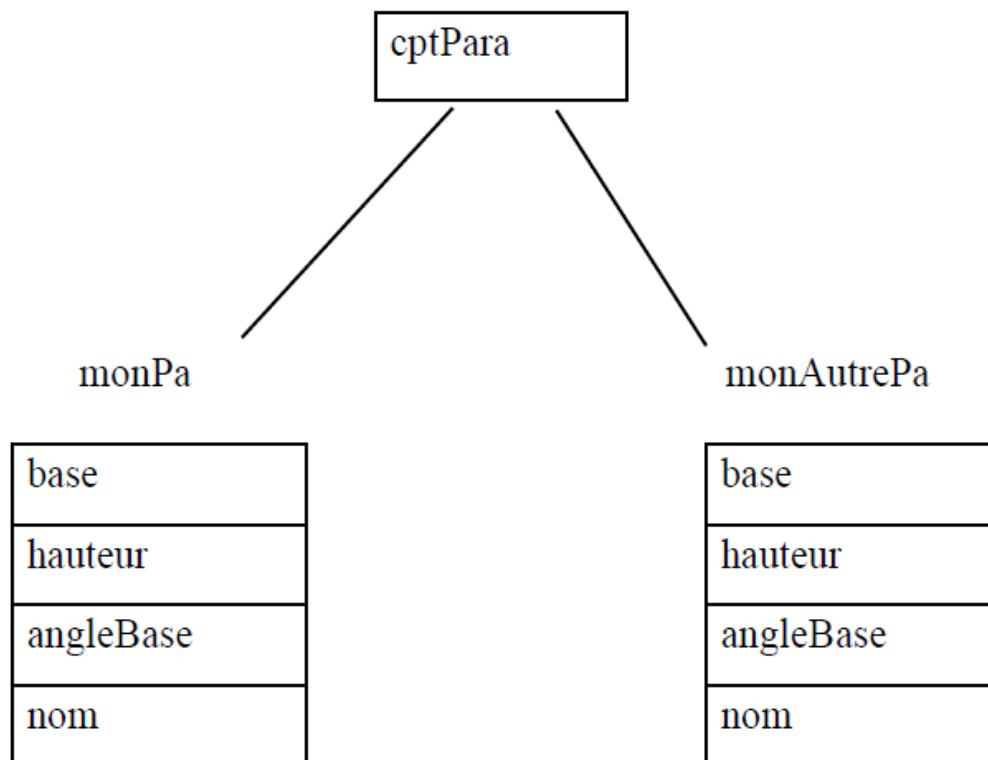 cptPara
monPa
monAutrePa
base
hauteur
angleBase
nom
base
hauteur
angleBase
nom